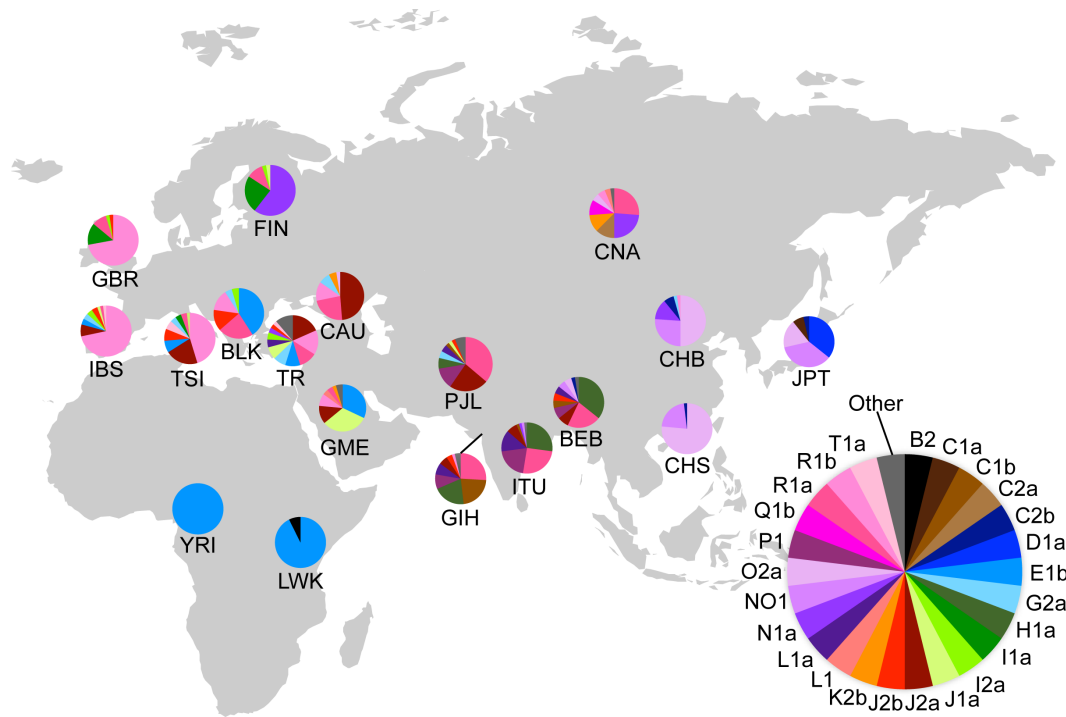 FIN
CNA
GBR
CAU
IBS
TSI
BLK
TR
CHB
JPT
PJL
GME
BEB
CHS
GIH
ITU
YRI
LWK
Other
B2
C1a
C1b
C2a
C2b
D1a
E1b
G2a
H1a
I1a
I2a
J1a
J2a
J2b
K2b
L1
L1a
N1a
NO1
O2a
P1
Q1b
R1a
R1b
T1a